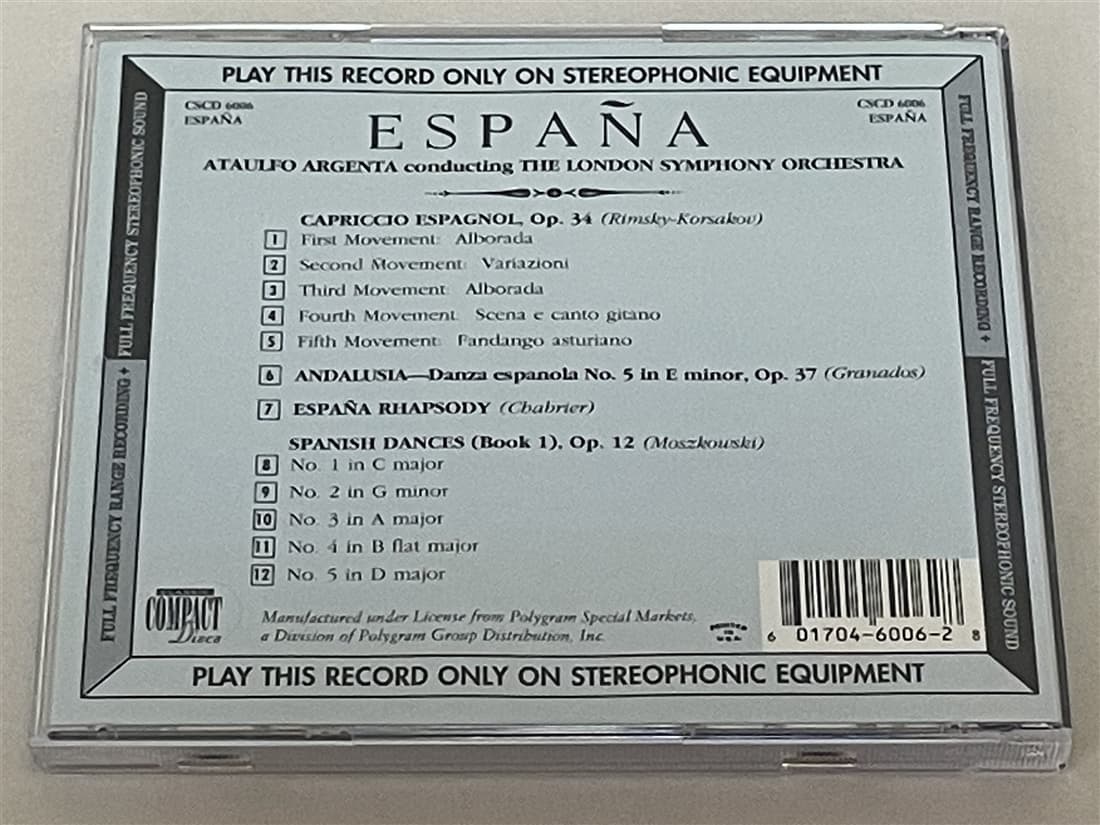 PLAY THIS RECORD ONLY ON STEREOPHONIC EQUIPMENT
CSCD 6006
ESPAÑA
CSCD 6006
ESPAÑA
ESPAÑA
ATAULFO ARGENTA conducting THE LONDON SYMPHONY ORCHESTRA
CAPRICCIO ESPAGNOL, Op. 34 (Rimsky-Korsakov)
1 First Movement: Alborada
2 Second Movement: Variazioni
3 Third Movement: Alborada
4 Fourth Movement: Scena e canto gitano
5 Fifth Movement: Fandango asturiano
6 ANDALUSIA—Danza espanola No. 5 in E minor, Op. 37 (Granados)
7 ESPAÑA RHAPSODY (Chabrier)
SPANISH DANCES (Book 1), Op. 12 (Moszkowski)
8 No. 1 in C major
9 No. 2 in G minor
10 No. 3 in A major
11 No. 4 in B flat major
12 No. 5 in D major
CLASSIC
COMPACT
Discs
Manufactured under License from Polygram Special Markets,
a Division of Polygram Group Distribution, Inc.
PRINTED
IN
U.S.A.
6 01704-6006-2 8
PLAY THIS RECORD ONLY ON STEREOPHONIC EQUIPMENT
FULL FREQUENCY RANGE RECORDING + FULL FREQUENCY STEREOPHONIC SOUND
FULL FREQUENCY RANGE RECORDING + FULL FREQUENCY STEREOPHONIC SOUND